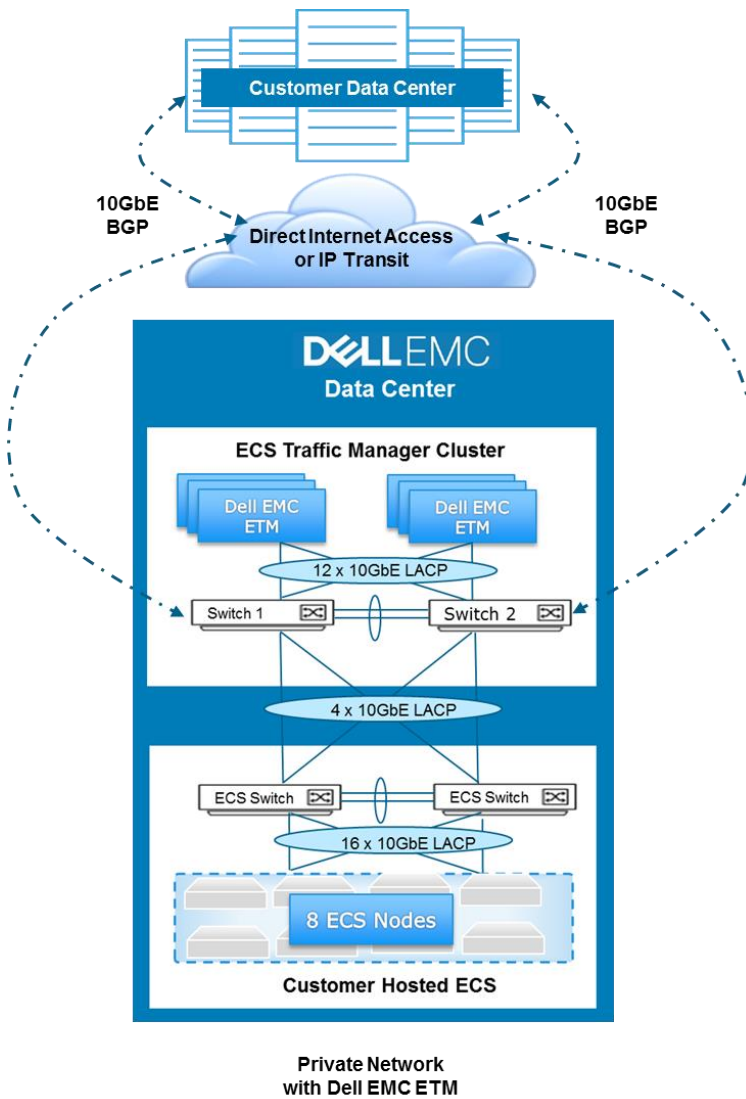 Customer Data Center
10GbE
BGP
10GbE
BGP
Direct Internet Access
or IP Transit
DELLEMC
Data Center
ECS Traffic Manager Cluster
Dell EMC
ETM
Dell EMC
ETM
12 x 10GbE LACP
Switch 1
Switch 2
4 x 10GbE LACP
ECS Switch
ECS Switch
16 x 10GbE LACP
8 ECS Nodes
Customer Hosted ECS
Private Network
with Dell EMC ETM